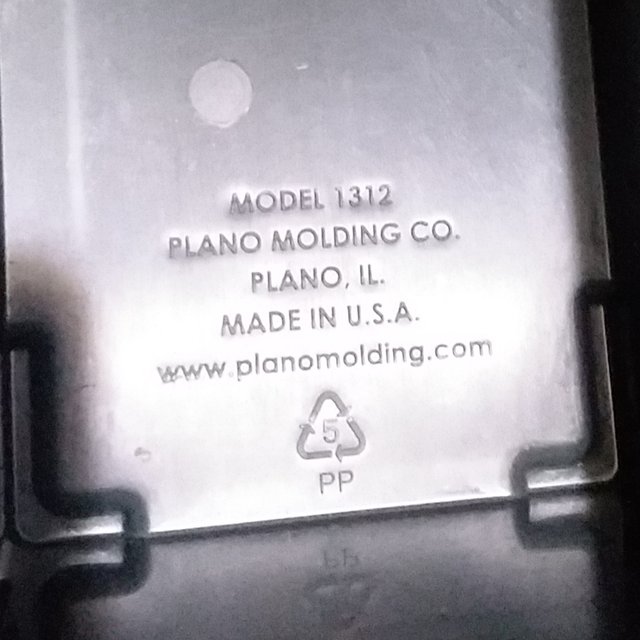 MODEL 1312
PLANO MOLDING CO.
PLANO, IL.
MADE IN U.S.A.
www.planomolding.com
5
PP